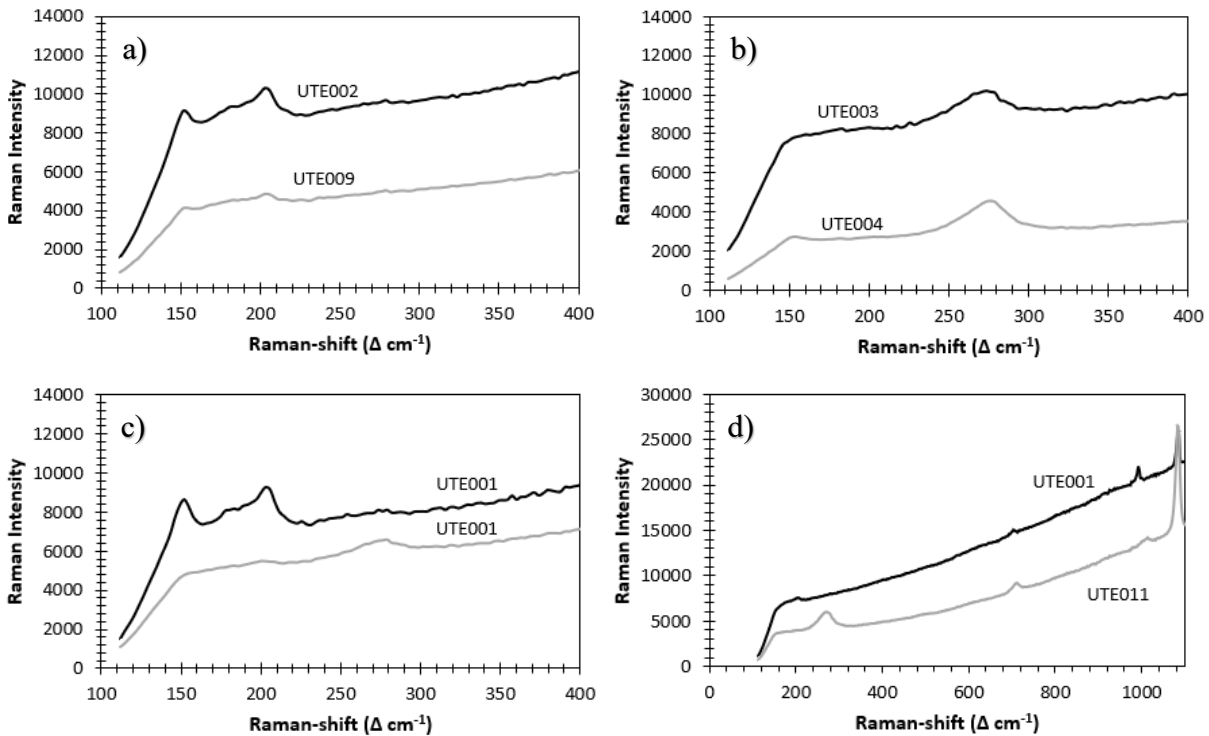 a)
Raman Intensity
14000
12000
10000
8000
6000
4000
2000
0
UTE002
UTE009
100 150 200 250 300 350 400
Raman-shift (Δ cm-1)
b)
Raman Intensity
14000
12000
10000
8000
6000
4000
2000
0
UTE003
UTE004
100 150 200 250 300 350 400
Raman-shift (Δ cm-1)
c)
Raman Intensity
14000
12000
10000
8000
6000
4000
2000
0
UTE001
UTE001
100 150 200 250 300 350 400
Raman-shift (Δ cm-1)
d)
Raman Intensity
30000
25000
20000
15000
10000
5000
0
UTE001
UTE011
0 200 400 600 800 1000
Raman-shift (Δ cm-1)